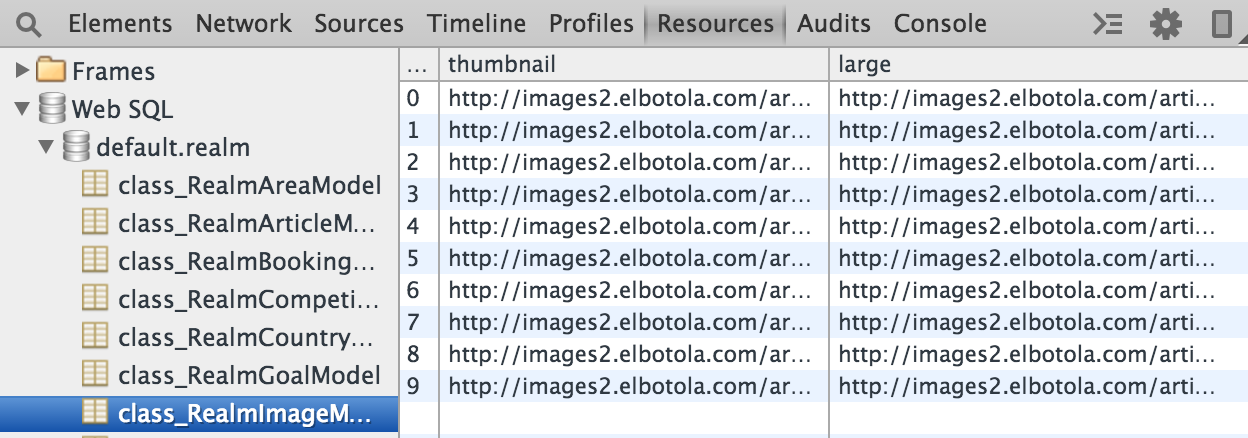 Elements Network Sources Timeline Profiles Resources Audits Console
Frames
Web SQL
default.realm
class_RealmAreaModel
class_RealmArticleM...
class_RealmBooking...
class_RealmCompeti...
class_RealmCountry...
class_RealmGoalModel
class_RealmImageM...
... thumbnail large
0 http://images2.elbotola.com/ar... http://images2.elbotola.com/arti...
1 http://images2.elbotola.com/ar... http://images2.elbotola.com/arti...
2 http://images2.elbotola.com/ar... http://images2.elbotola.com/arti...
3 http://images2.elbotola.com/ar... http://images2.elbotola.com/arti...
4 http://images2.elbotola.com/ar... http://images2.elbotola.com/arti...
5 http://images2.elbotola.com/ar... http://images2.elbotola.com/arti...
6 http://images2.elbotola.com/ar... http://images2.elbotola.com/arti...
7 http://images2.elbotola.com/ar... http://images2.elbotola.com/arti...
8 http://images2.elbotola.com/ar... http://images2.elbotola.com/arti...
9 http://images2.elbotola.com/ar... http://images2.elbotola.com/arti...